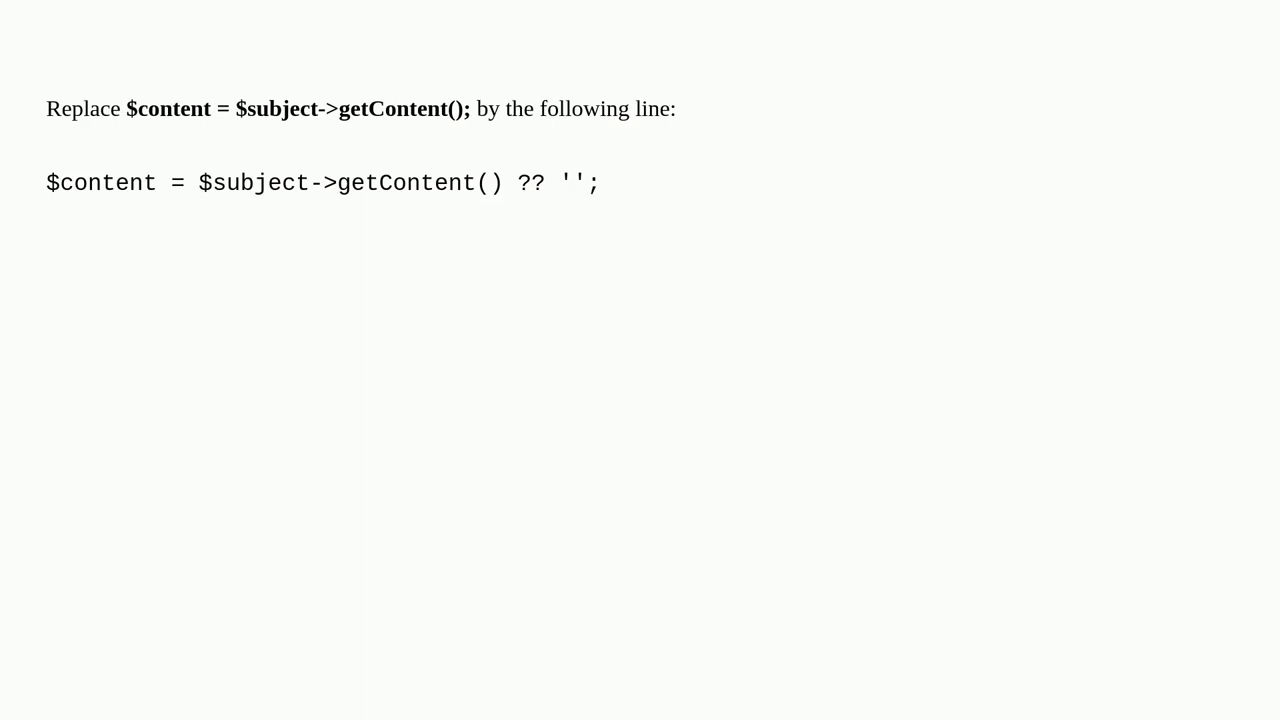 Replace $content = $subject->getContent(); by the following line:
$content = $subject->getContent() ?? '';